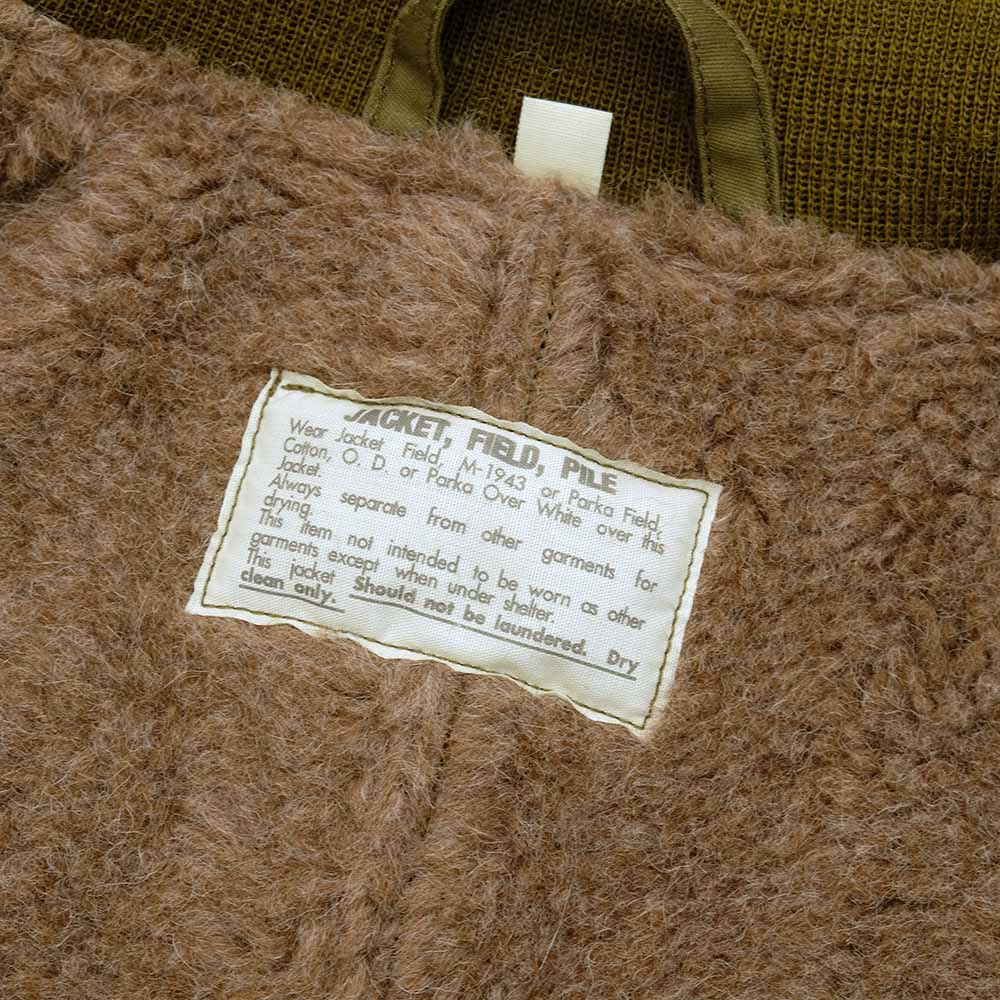 JACKET, FIELD, PILE
Wear Jacket, Field, M-1943 or Parka Field,
Cotton, O. D. or Parka Over White over this
Jacket.
Always separate from other garments for
drying.
This item not intended to be worn as other
garments except when under shelter.
This jacket Should not be laundered. Dry
clean only.